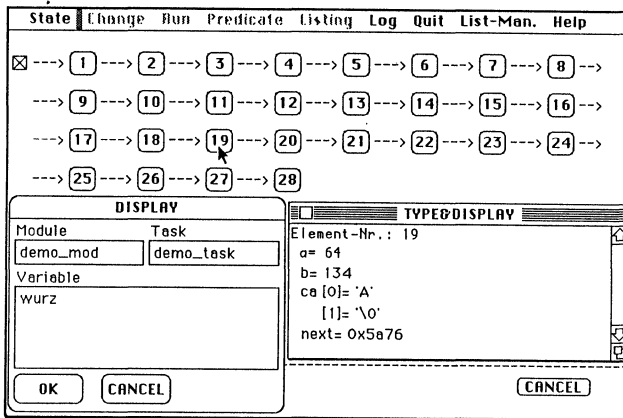 State Change Run Predicate Listing Log Quit List-Man. Help
---> 1 ---> 2 ---> 3 ---> 4 ---> 5 ---> 6 ---> 7 ---> 8 -->
---> 9 ---> 10 ---> 11 ---> 12 ---> 13 ---> 14 ---> 15 ---> 16 -->
---> 17 ---> 18 ---> 19 ---> 20 ---> 21 ---> 22 ---> 23 ---> 24 -->
---> 25 ---> 26 ---> 27 ---> 28
DISPLAY
Module Task
demo_mod demo_task
Variable
wurz
OK CANCEL
TYPE&DISPLAY
Element-Nr.: 19
a= 64
b= 134
ca [0]= 'A'
[1]= '\0'
next= 0x5a76
CANCEL